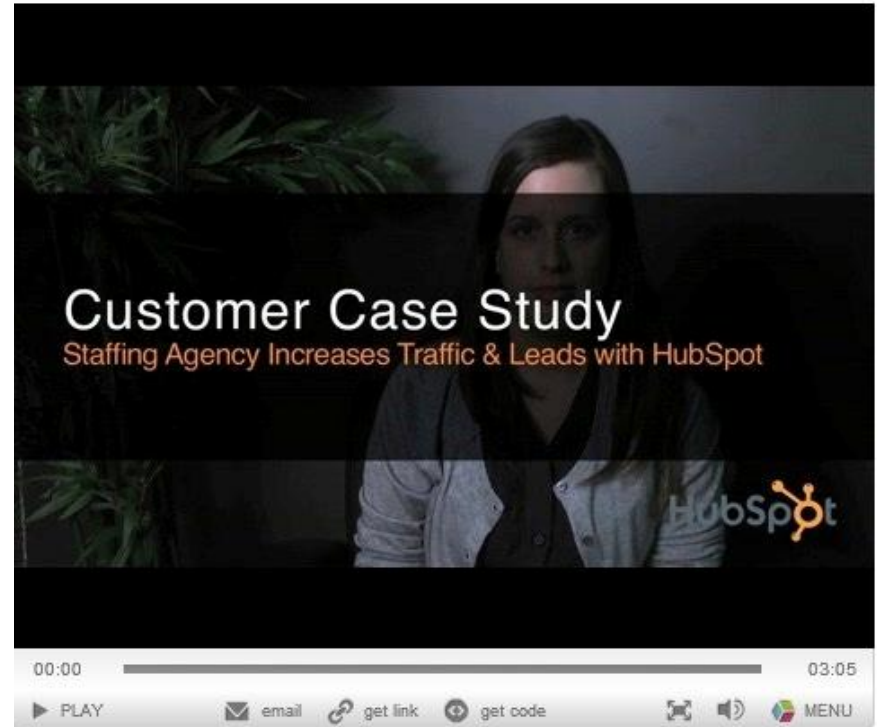 Customer Case Study
Staffing Agency Increases Traffic & Leads with HubSpot
HubSpot
00:00 03:05
PLAY email get link get code MENU